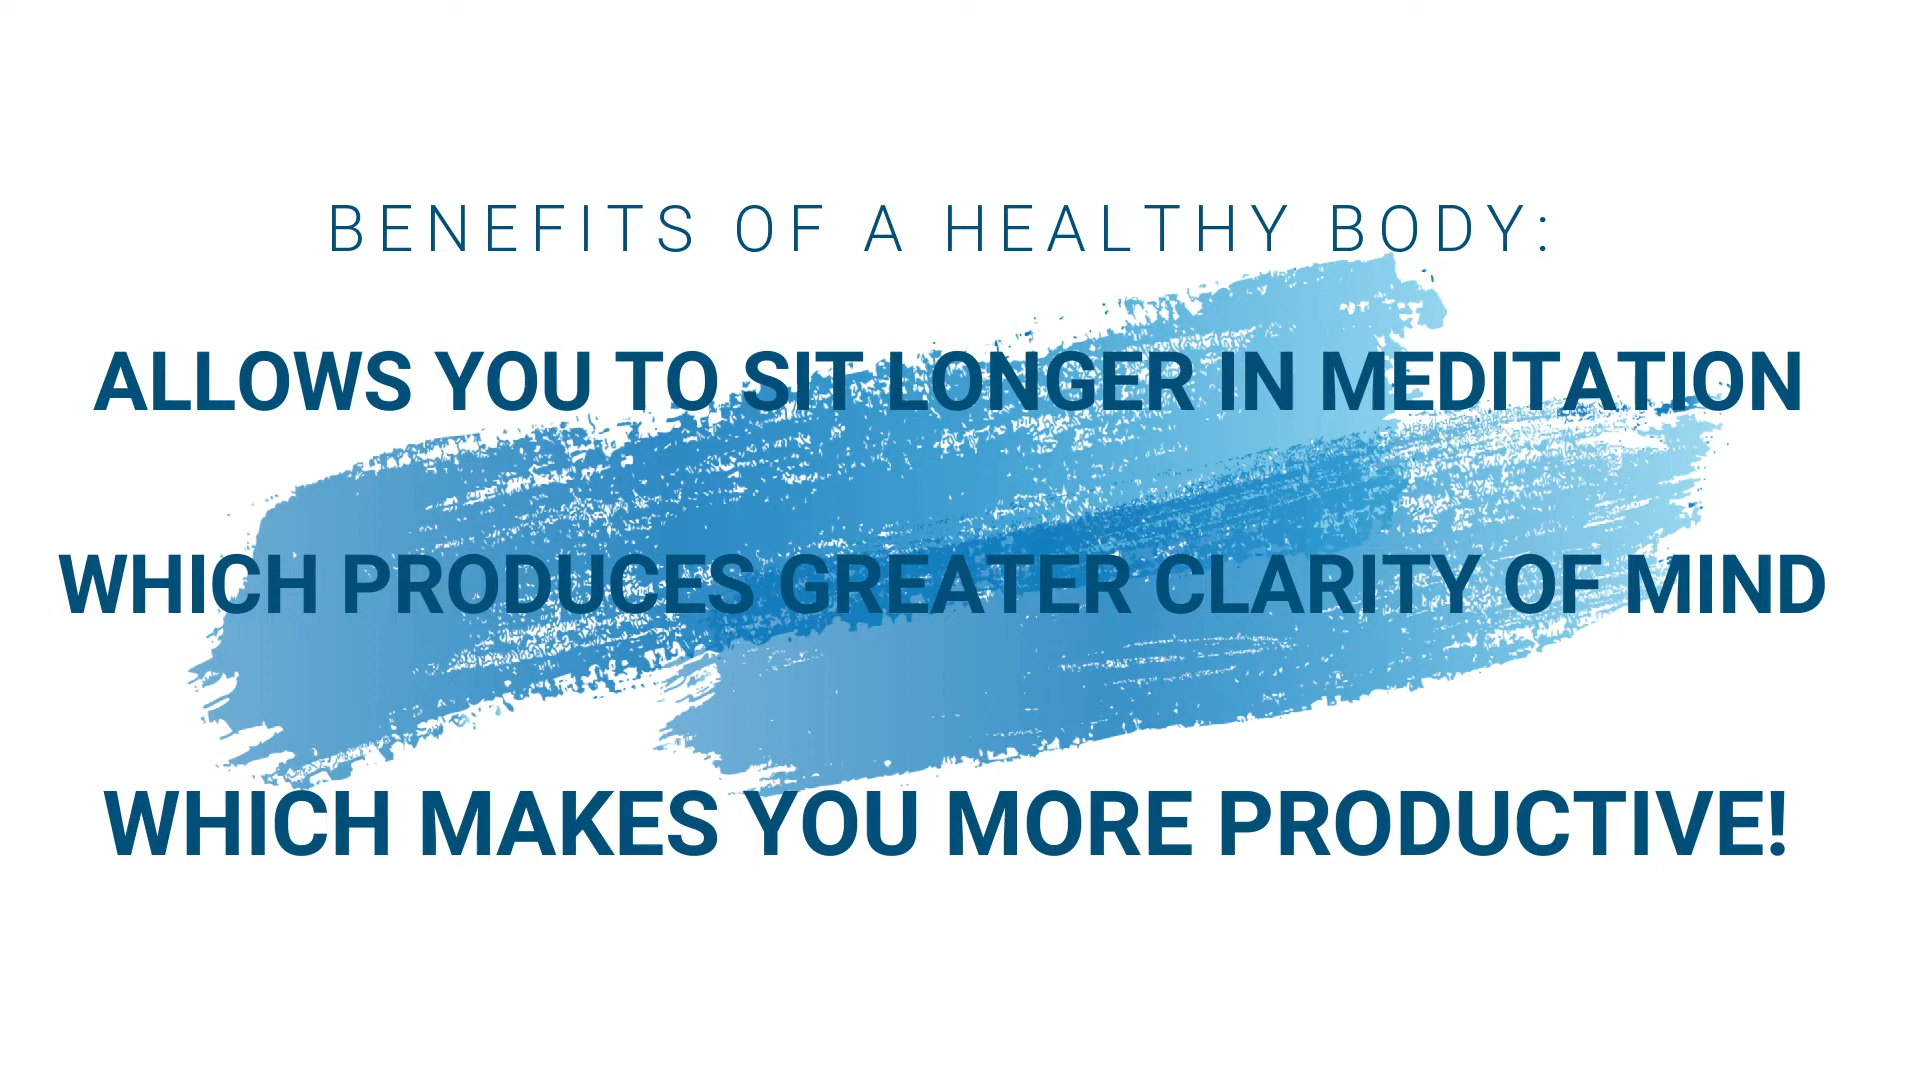 BENEFITS OF A HEALTHY BODY:
ALLOWS YOU TO SIT LONGER IN MEDITATION
WHICH PRODUCES GREATER CLARITY OF MIND
WHICH MAKES YOU MORE PRODUCTIVE!